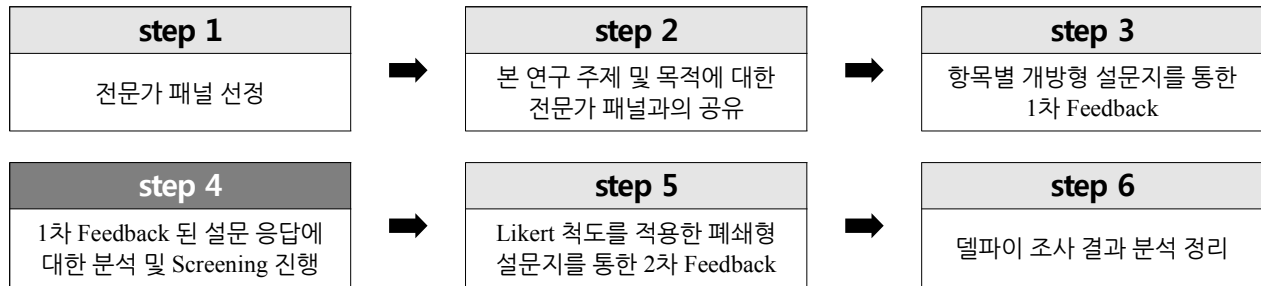 step 1
전문가 패널 선정
step 2
본 연구 주제 및 목적에 대한
전문가 패널과의 공유
step 3
항목별 개방형 설문지를 통한
1차 Feedback
step 4
1차 Feedback 된 설문 응답에
대한 분석 및 Screening 진행
step 5
Likert 척도를 적용한 폐쇄형
설문지를 통한 2차 Feedback
step 6
델파이 조사 결과 분석 정리